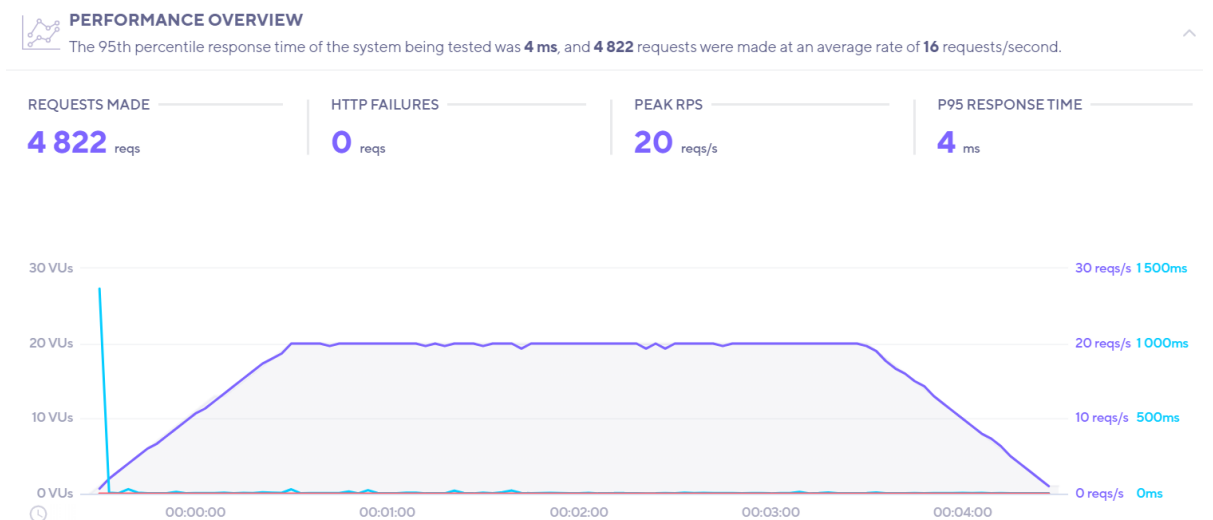 PERFORMANCE OVERVIEW
The 95th percentile response time of the system being tested was 4 ms, and 4 822 requests were made at an average rate of 16 requests/second.
REQUESTS MADE
4 822 reqs
HTTP FAILURES
0 reqs
PEAK RPS
20 reqs/s
P95 RESPONSE TIME
4 ms
30 VUs
30 reqs/s 1 500ms
20 VUs
20 reqs/s 1 000ms
10 VUs
10 reqs/s 500ms
0 VUs
0 reqs/s 0ms
00:00:00 00:01:00 00:02:00 00:03:00 00:04:00